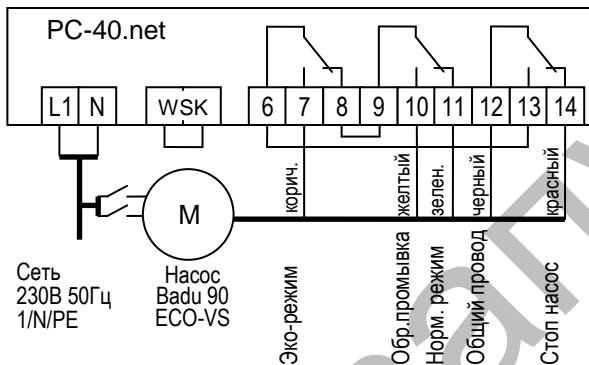 PC-40.net
L1 N WSK 6 7 8 9 10 11 12 13 14
корич.
желтый
зелен.
черный
красный
M
Сеть
230В 50Гц
1/N/PE
Насос
Badu 90
ECO-VS
Эко-режим
Обр.промывка
Норм. режим
Общий провод
Стоп насос